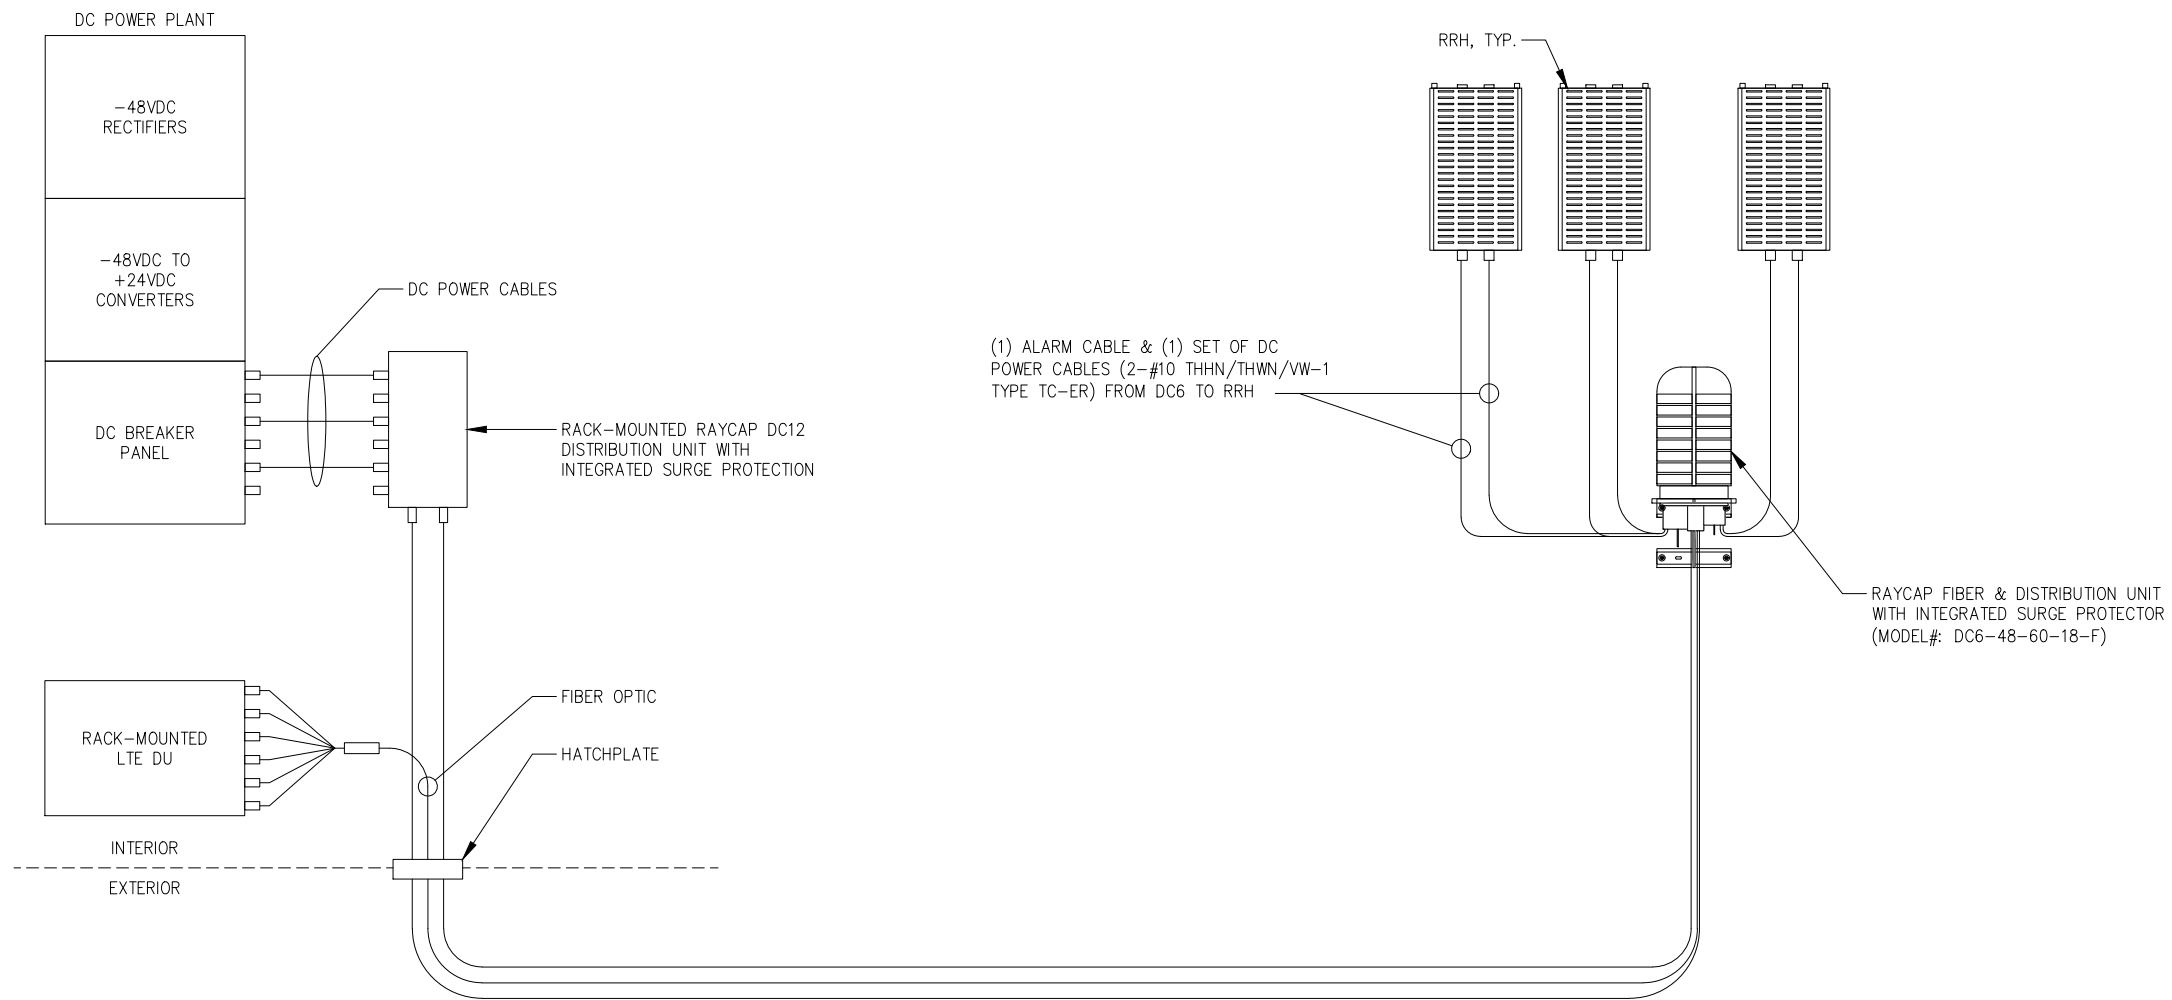 DC POWER PLANT
-48VDC
RECTIFIERS
-48VDC TO
+24VDC
CONVERTERS
DC BREAKER
PANEL
DC POWER CABLES
RACK-MOUNTED RAYCAP DC12
DISTRIBUTION UNIT WITH
INTEGRATED SURGE PROTECTION
RRH, TYP.
(1) ALARM CABLE & (1) SET OF DC
POWER CABLES (2-#10 THHN/THWN/VW-1
TYPE TC-ER) FROM DC6 TO RRH
RAYCAP FIBER & DISTRIBUTION UNIT
WITH INTEGRATED SURGE PROTECTOR
(MODEL#: DC6-48-60-18-F)
RACK-MOUNTED
LTE DU
FIBER OPTIC
HATCHPLATE
INTERIOR
EXTERIOR